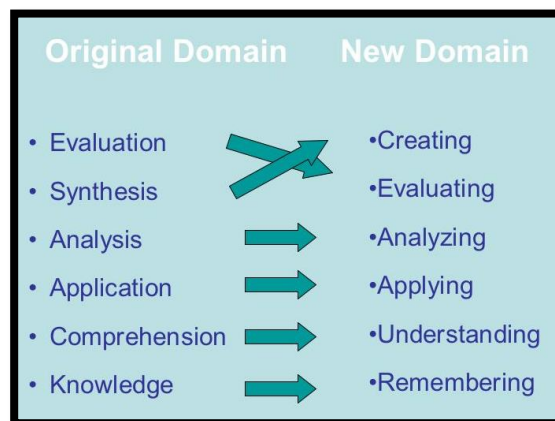 Original Domain New Domain
• Evaluation •Creating
• Synthesis •Evaluating
• Analysis •Analyzing
• Application •Applying
• Comprehension •Understanding
• Knowledge •Remembering